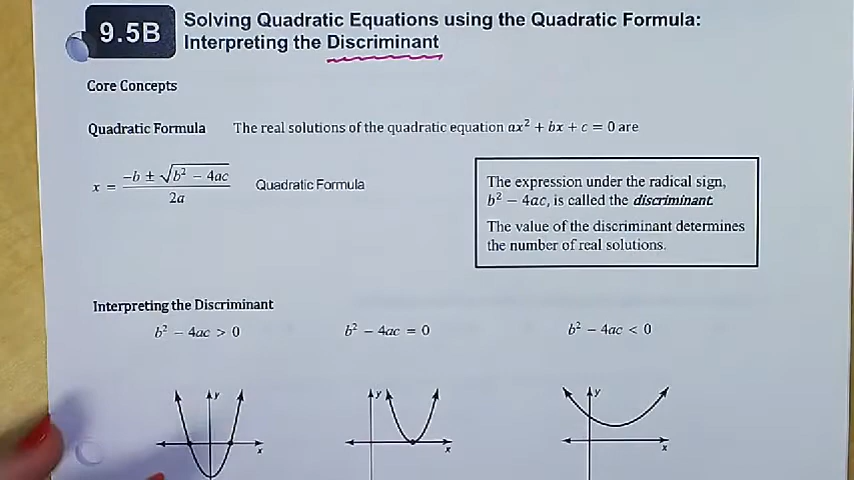 9.5B
Solving Quadratic Equations using the Quadratic Formula:
Interpreting the Discriminant
Core Concepts
Quadratic Formula The real solutions of the quadratic equation ax² + bx + c = 0 are
x = (-b ± √(b² − 4ac)) / 2a Quadratic Formula
The expression under the radical sign,
b² − 4ac, is called the discriminant.
The value of the discriminant determines
the number of real solutions.
Interpreting the Discriminant
b² − 4ac > 0 b² − 4ac = 0 b² − 4ac < 0
y y y
x x x